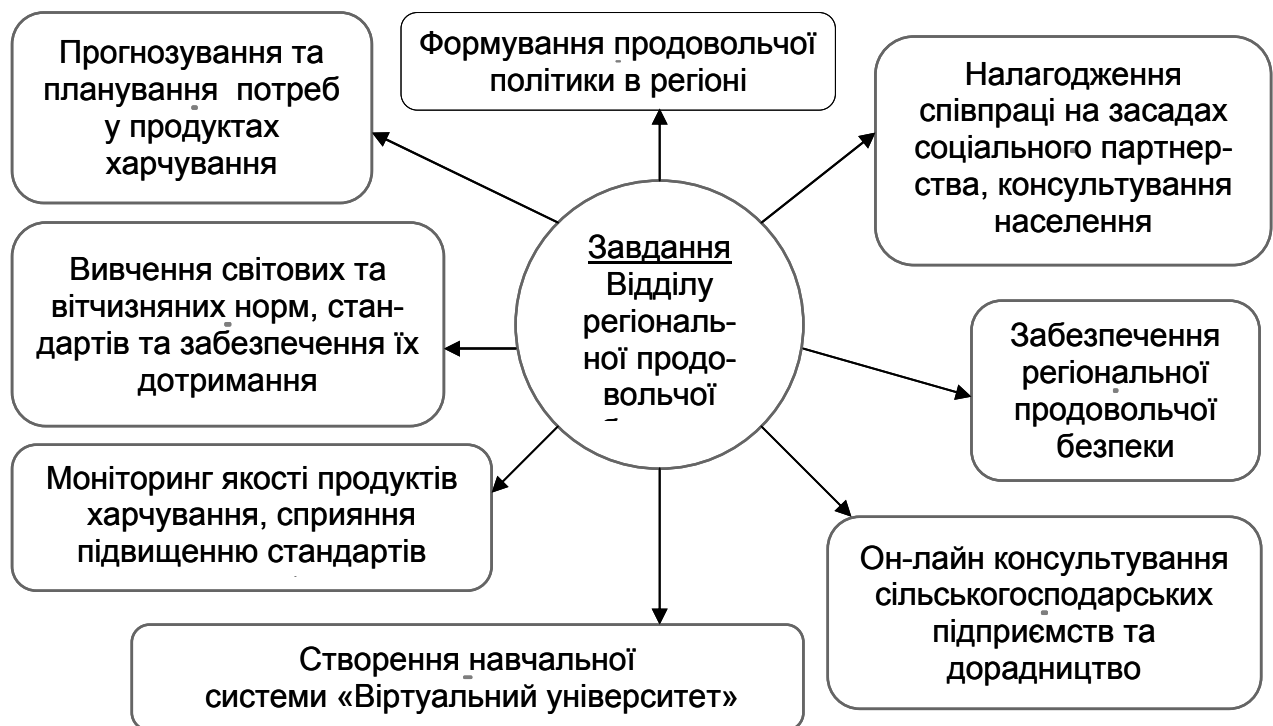 Прогнозування та
планування потреб
у продуктах
харчування
Формування продовольчої
політики в регіоні
Налагодження
співпраці на засадах
соціального партнер-
ства, консультування
населення
Завдання
Відділу
регіональ-
ної продо-
вольчої
Вивчення світових та
вітчизняних норм, стан-
дартів та забезпечення їх
дотримання
Забезпечення
регіональної
продовольчої
безпеки
Моніторинг якості продуктів
харчування, сприяння
підвищенню стандартів
Он-лайн консультування
сільськогосподарських
підприємств та
дорадництво
Створення навчальної
системи «Віртуальний університет»